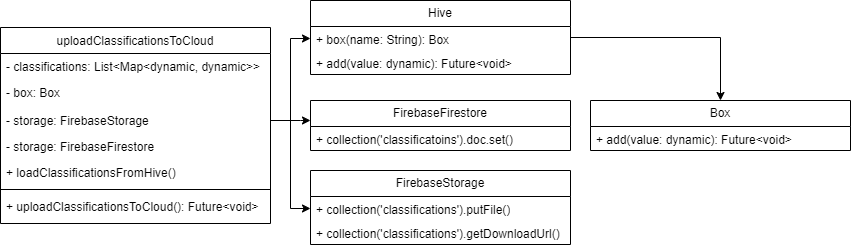 uploadClassificationsToCloud
- classifications: List<Map<dynamic, dynamic>>
- box: Box
- storage: FirebaseStorage
- storage: FirebaseFirestore
+ loadClassificationsFromHive()
+ uploadClassificationsToCloud(): Future<void>
Hive
+ box(name: String): Box
+ add(value: dynamic): Future<void>
FirebaseFirestore
+ collection('classificatoins').doc.set()
FirebaseStorage
+ collection('classifications').putFile()
+ collection('classifications').getDownloadUrl()
Box
+ add(value: dynamic): Future<void>